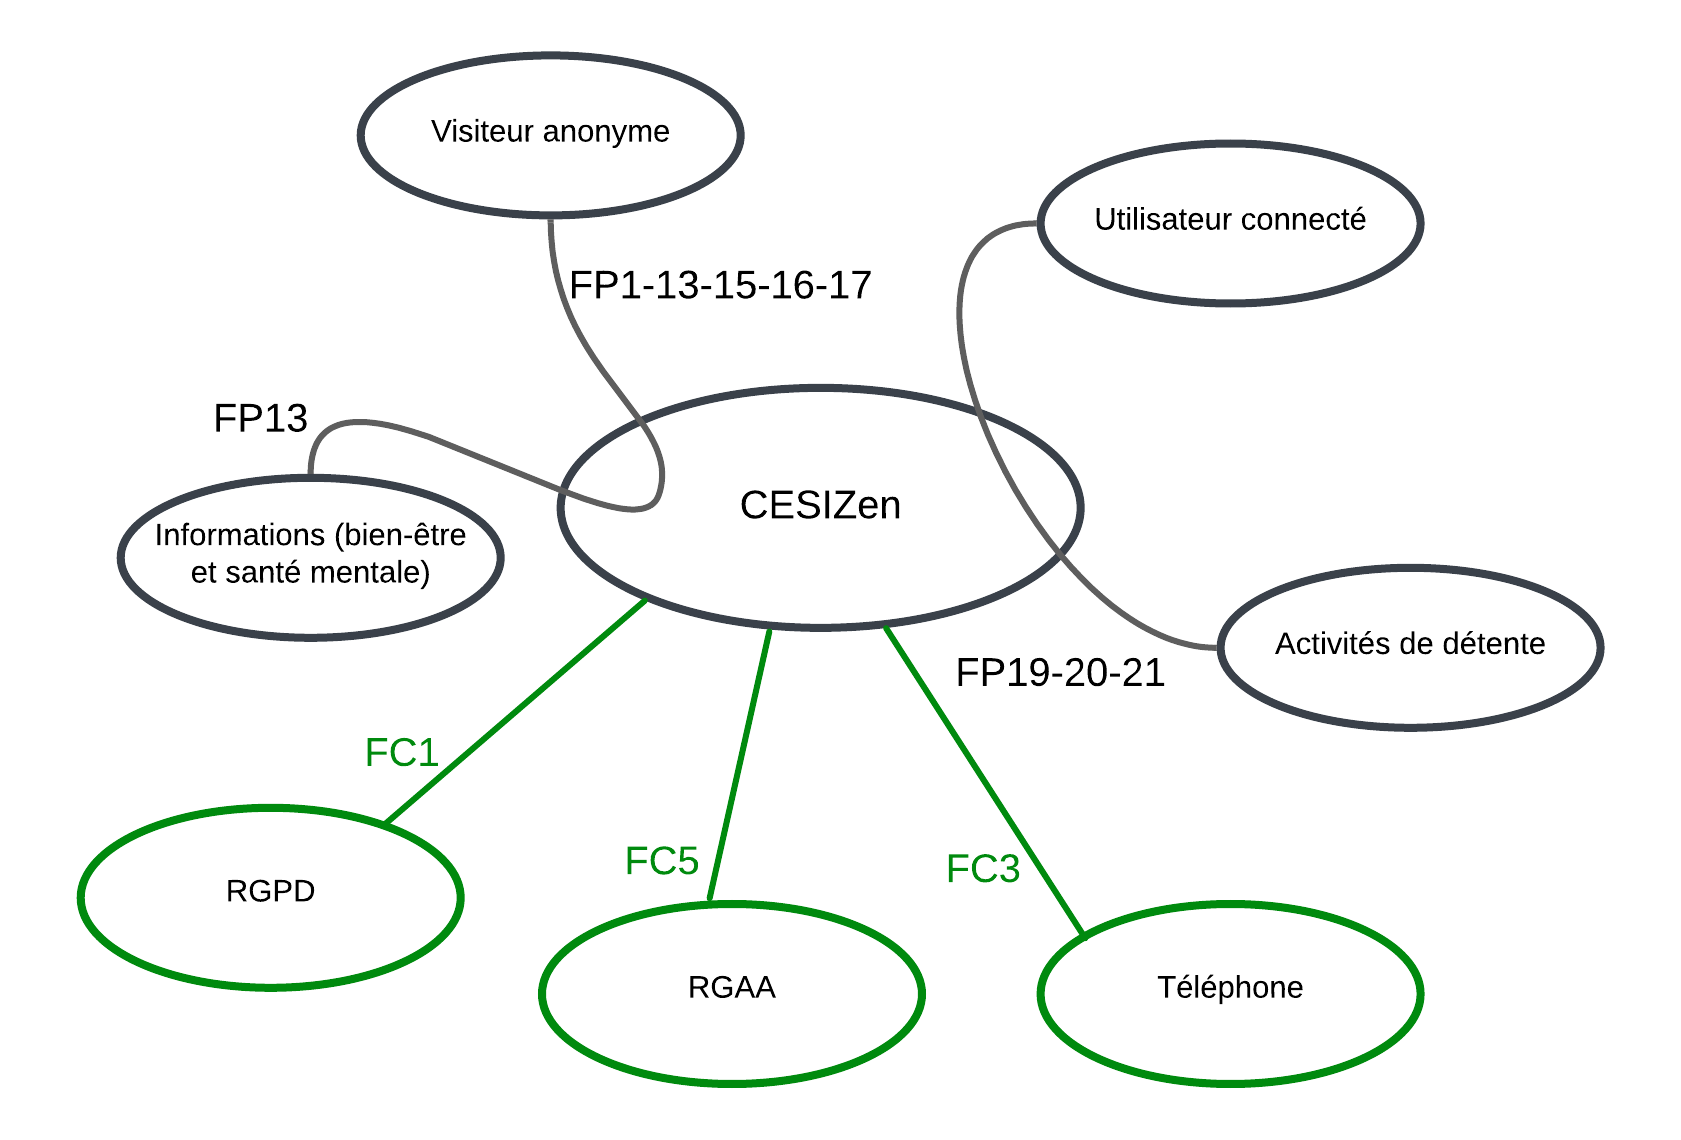 Visiteur anonyme
Utilisateur connecté
FP1-13-15-16-17
FP13
CESIZen
Informations (bien-être
et santé mentale)
Activités de détente
FP19-20-21
FC1
FC5
FC3
RGPD
RGAA
Téléphone